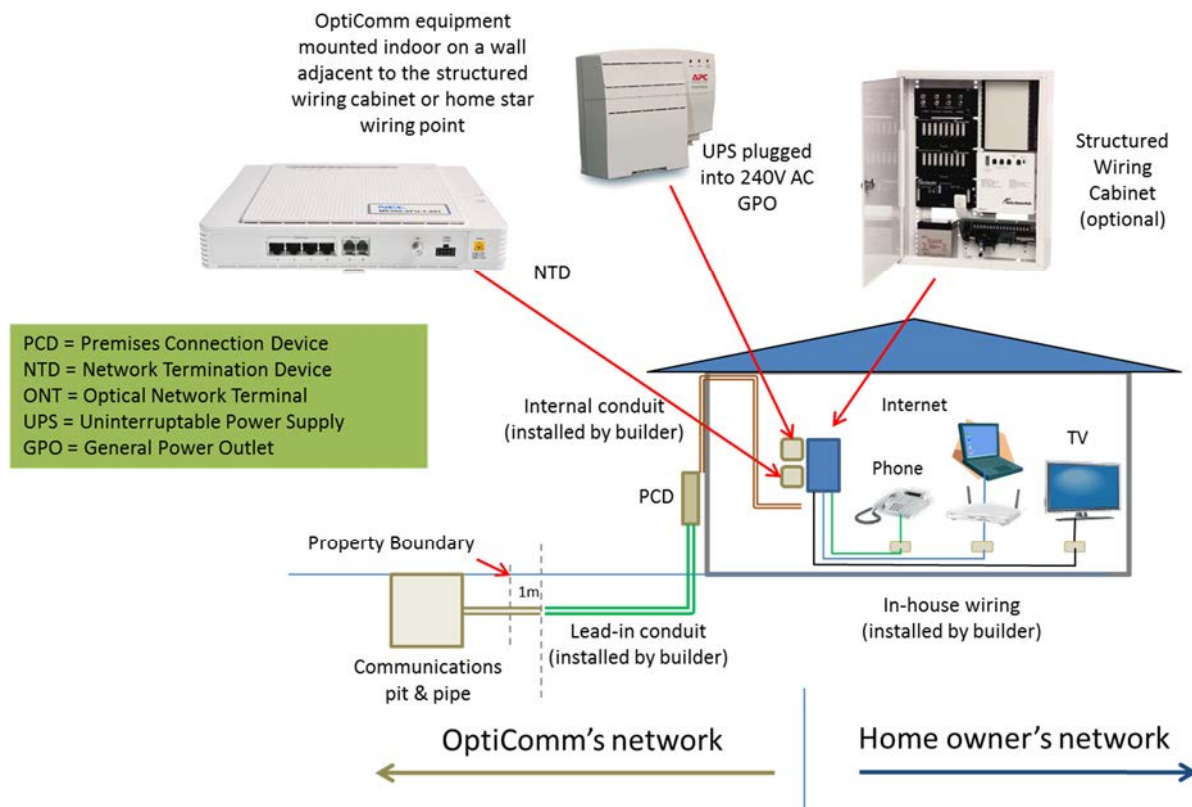 OptiComm equipment
mounted indoor on a wall
adjacent to the structured
wiring cabinet or home star
wiring point
APC
UPS plugged
into 240V AC
GPO
Structured
Wiring
Cabinet
(optional)
NEC
NTD
PCD = Premises Connection Device
NTD = Network Termination Device
ONT = Optical Network Terminal
UPS = Uninterruptable Power Supply
GPO = General Power Outlet
Internal conduit
(installed by builder)
Internet
TV
Phone
PCD
Property Boundary
1m
Lead-in conduit
(installed by builder)
In-house wiring
(installed by builder)
Communications
pit & pipe
OptiComm's network
Home owner's network